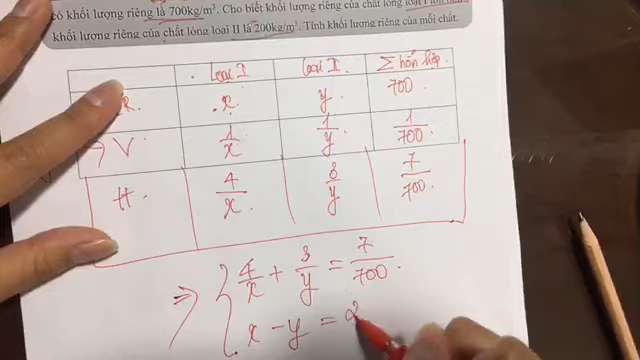 có khối lượng riêng là 700kg/m³. Cho biết khối lượng riêng của chất lỏng loại I lớn hơn
khối lượng riêng của chất lỏng loại II là 200kg/m³. Tính khối lượng riêng của mỗi chất.
Loại I Loại II Σ hỗn hợp
x y 700
→ V 1/x 1/y 1/700
H 4/x 3/y 7/700
⇒ { 4/x + 3/y = 7/700
x - y = 2